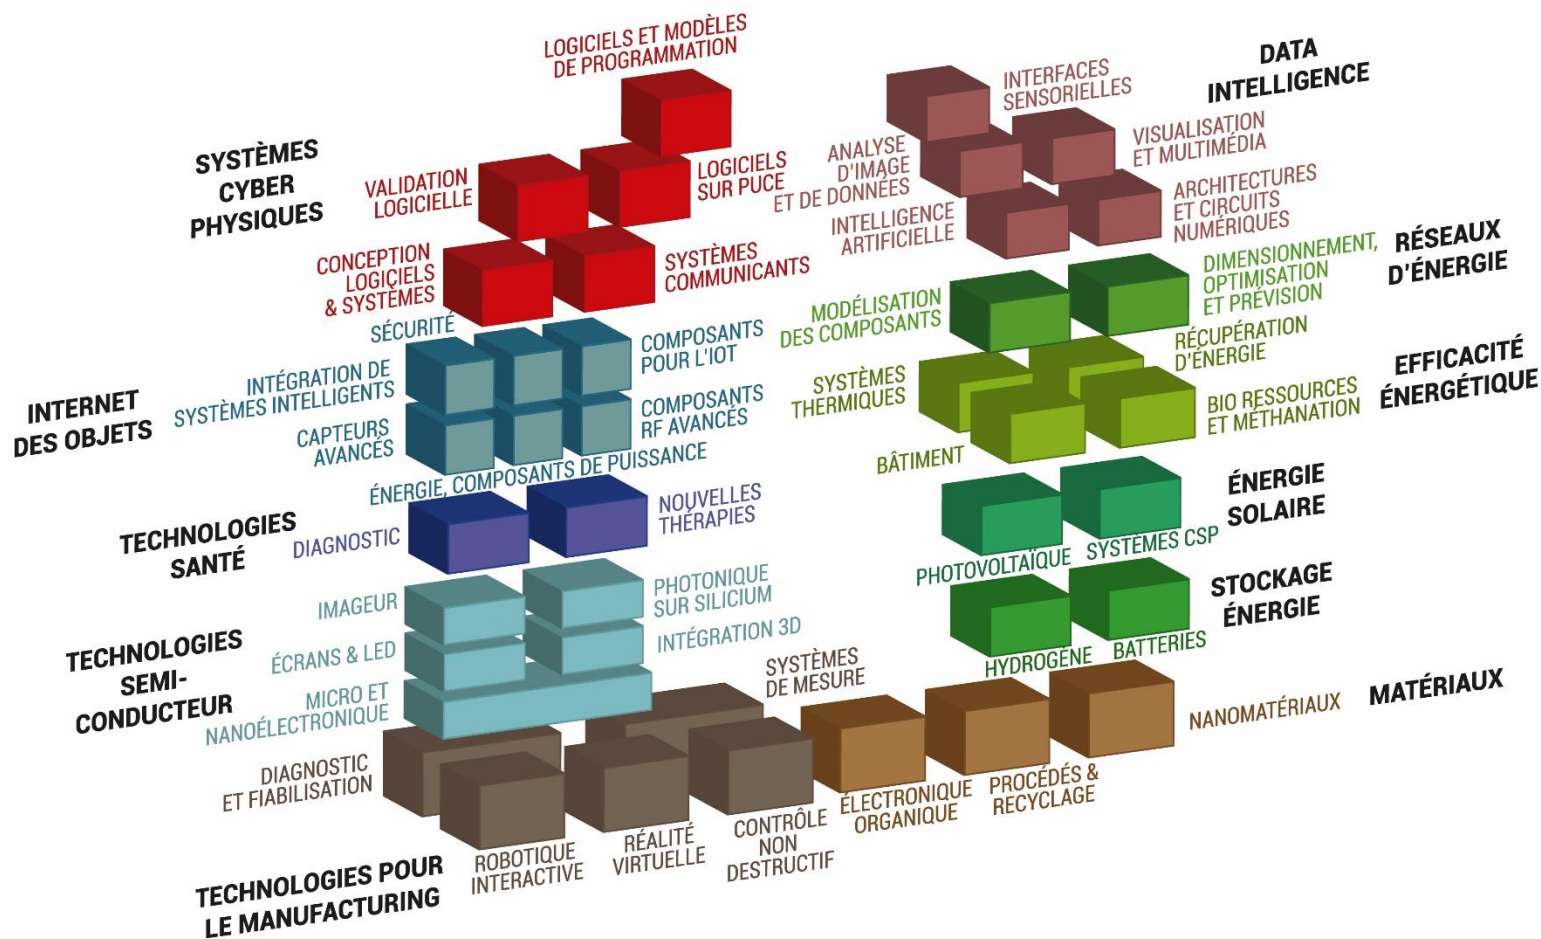 LOGICIELS ET MODÈLES
DE PROGRAMMATION
SYSTÈMES
CYBER
PHYSIQUES
VALIDATION
LOGICIELLE
LOGICIELS
SUR PUCE
CONCEPTION
LOGICIELS
& SYSTÈMES
SYSTÈMES
COMMUNICANTS
DATA
INTELLIGENCE
INTERFACES
SENSORIELLES
ANALYSE
D'IMAGE
ET DE DONNÉES
VISUALISATION
ET MULTIMÉDIA
INTELLIGENCE
ARTIFICIELLE
ARCHITECTURES
ET CIRCUITS
NUMÉRIQUES
RÉSEAUX
D'ÉNERGIE
MODÉLISATION
DES COMPOSANTS
DIMENSIONNEMENT,
OPTIMISATION
ET PRÉVISION
INTERNET
DES OBJETS
SÉCURITÉ
INTÉGRATION DE
SYSTÈMES INTELLIGENTS
CAPTEURS
AVANCÉS
COMPOSANTS
POUR L'IOT
COMPOSANTS
RF AVANCÉS
ÉNERGIE, COMPOSANTS DE PUISSANCE
EFFICACITÉ
ÉNERGÉTIQUE
SYSTÈMES
THERMIQUES
RÉCUPÉRATION
D'ÉNERGIE
BÂTIMENT
BIO RESSOURCES
ET MÉTHANATION
TECHNOLOGIES
SANTÉ
DIAGNOSTIC
NOUVELLES
THÉRAPIES
ÉNERGIE
SOLAIRE
PHOTOVOLTAÏQUE
SYSTÈMES CSP
TECHNOLOGIES
SEMI-
CONDUCTEUR
IMAGEUR
PHOTONIQUE
SUR SILICIUM
ÉCRANS & LED
INTÉGRATION 3D
MICRO ET
NANOÉLECTRONIQUE
STOCKAGE
ÉNERGIE
HYDROGÈNE
BATTERIES
SYSTÈMES
DE MESURE
DIAGNOSTIC
ET FIABILISATION
ROBOTIQUE
INTERACTIVE
RÉALITÉ
VIRTUELLE
CONTRÔLE
NON
DESTRUCTIF
TECHNOLOGIES POUR
LE MANUFACTURING
MATÉRIAUX
NANOMATÉRIAUX
ÉLECTRONIQUE
ORGANIQUE
PROCÉDÉS &
RECYCLAGE